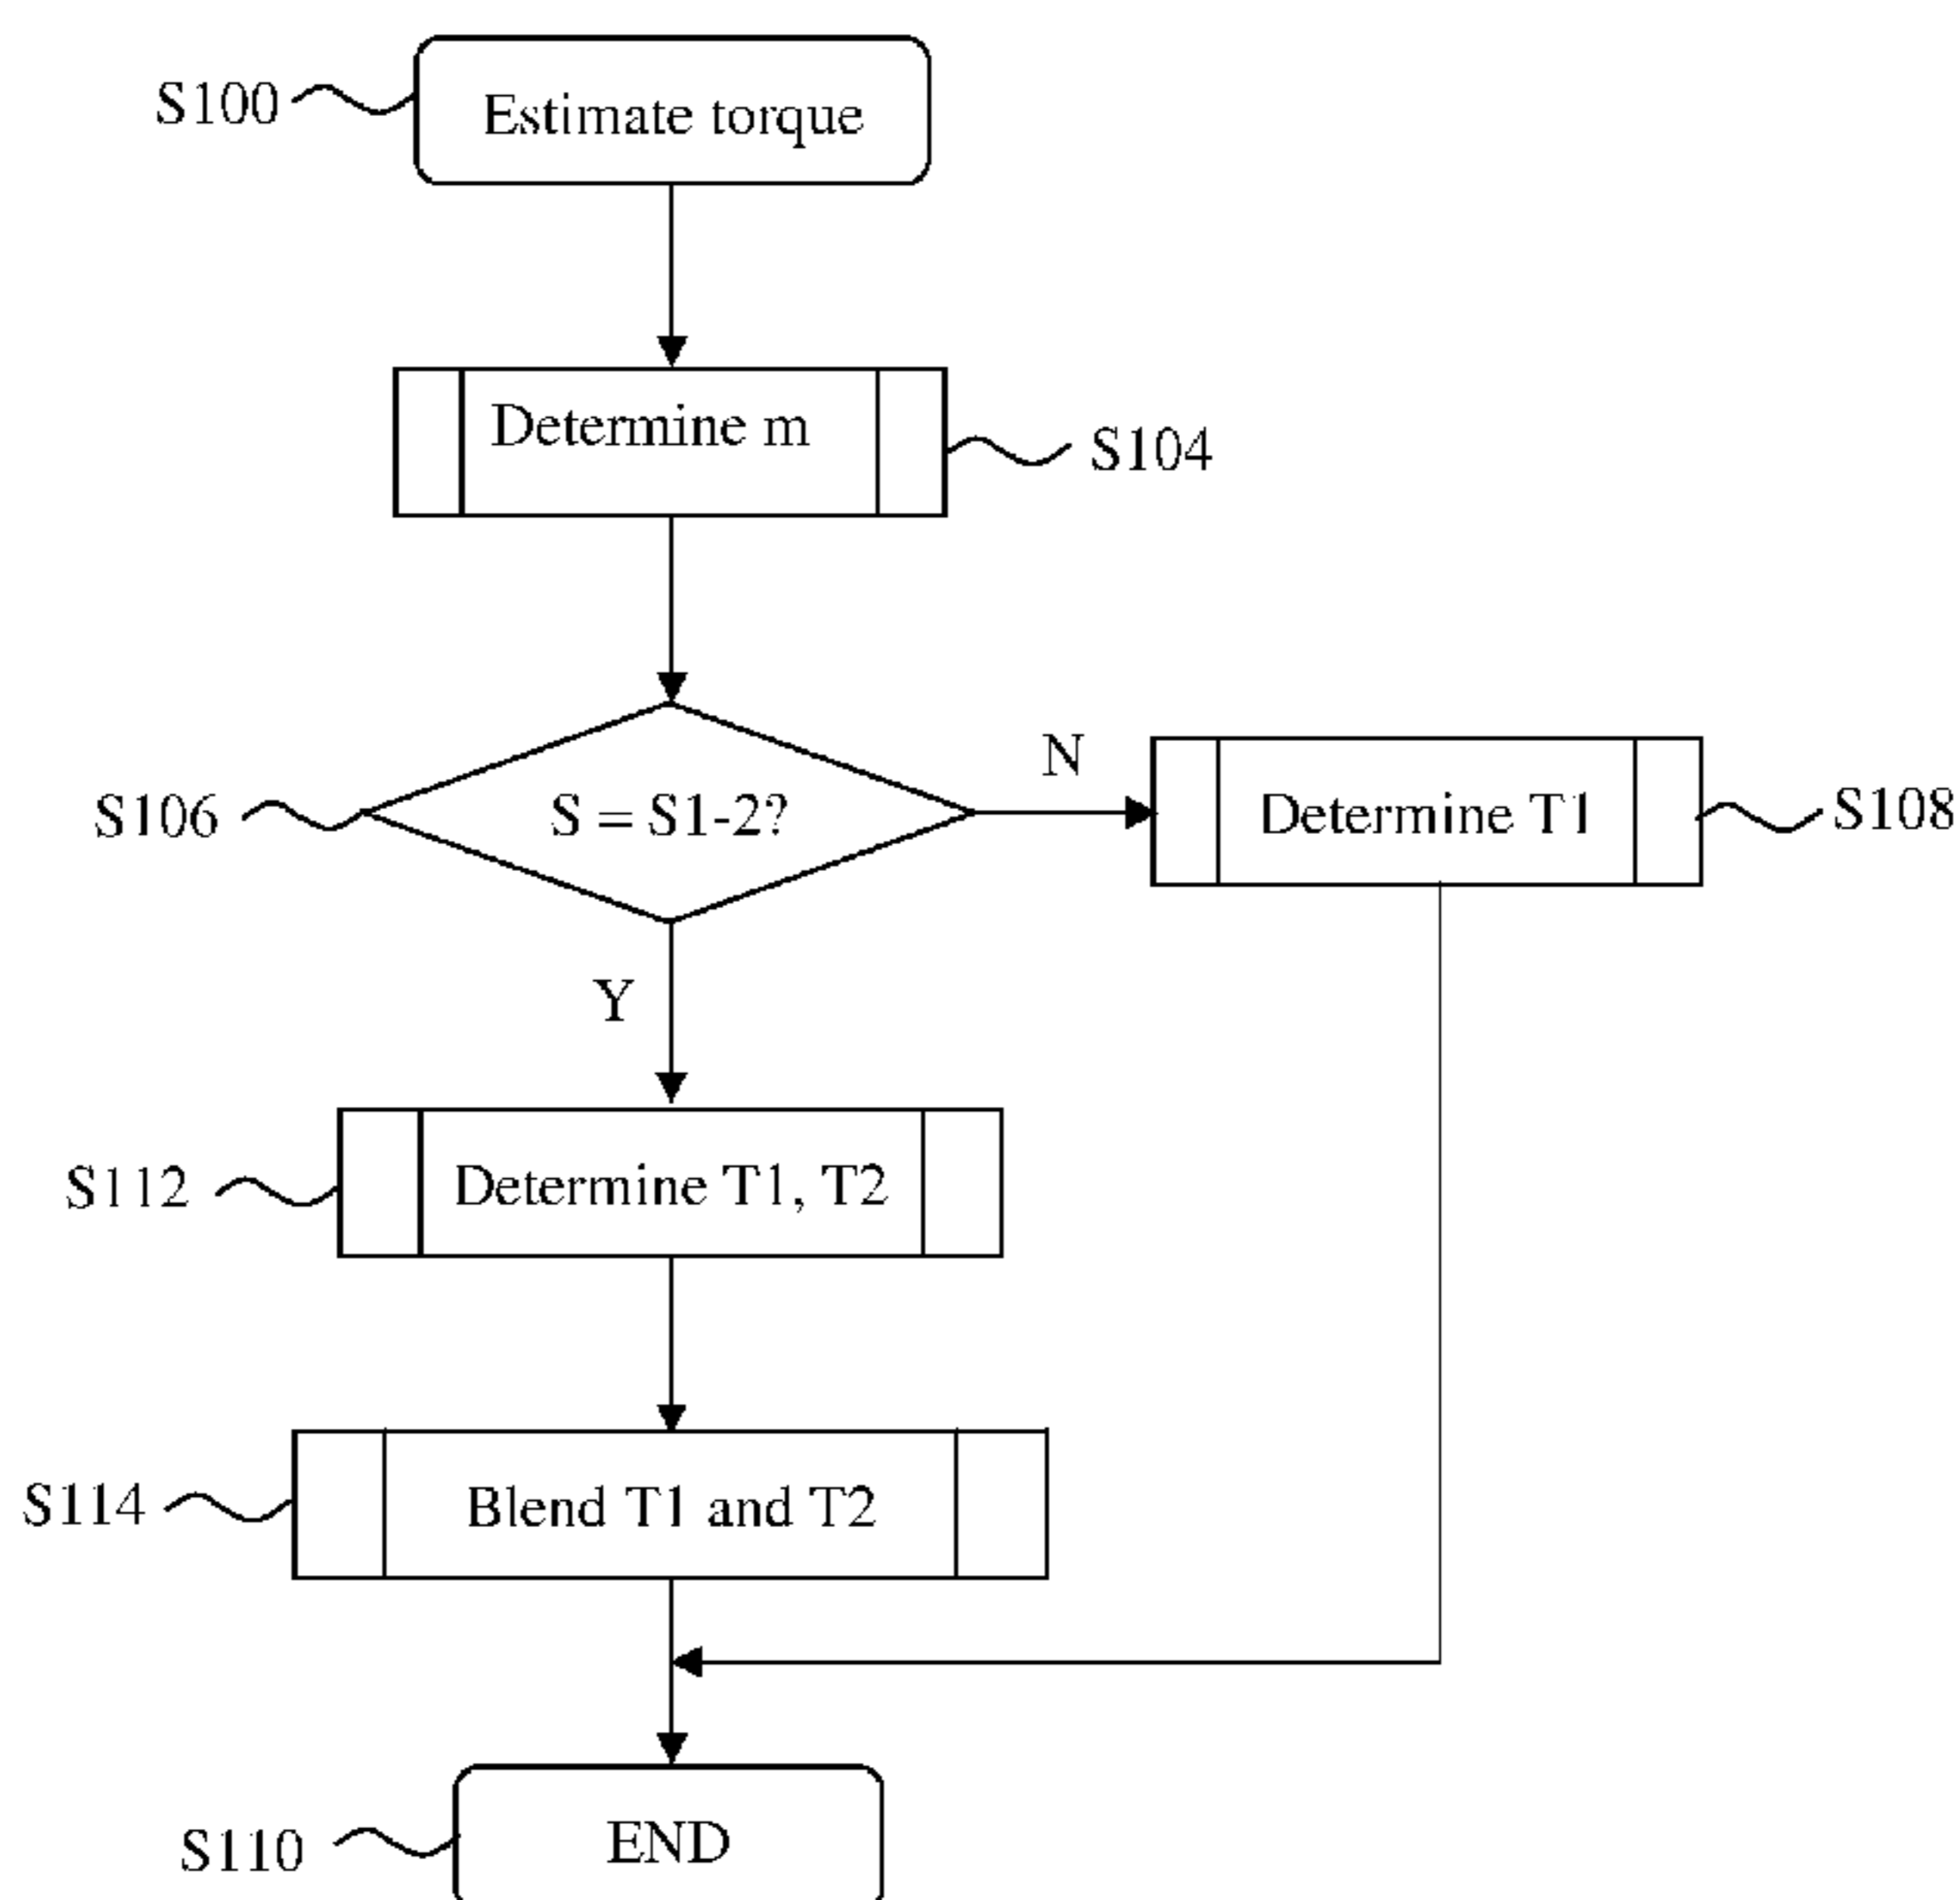 S100
Estimate torque
Determine m
S104
N
S106
S = S1-2?
Determine T1
S108
Y
S112
Determine T1, T2
S114
Blend T1 and T2
S110
END